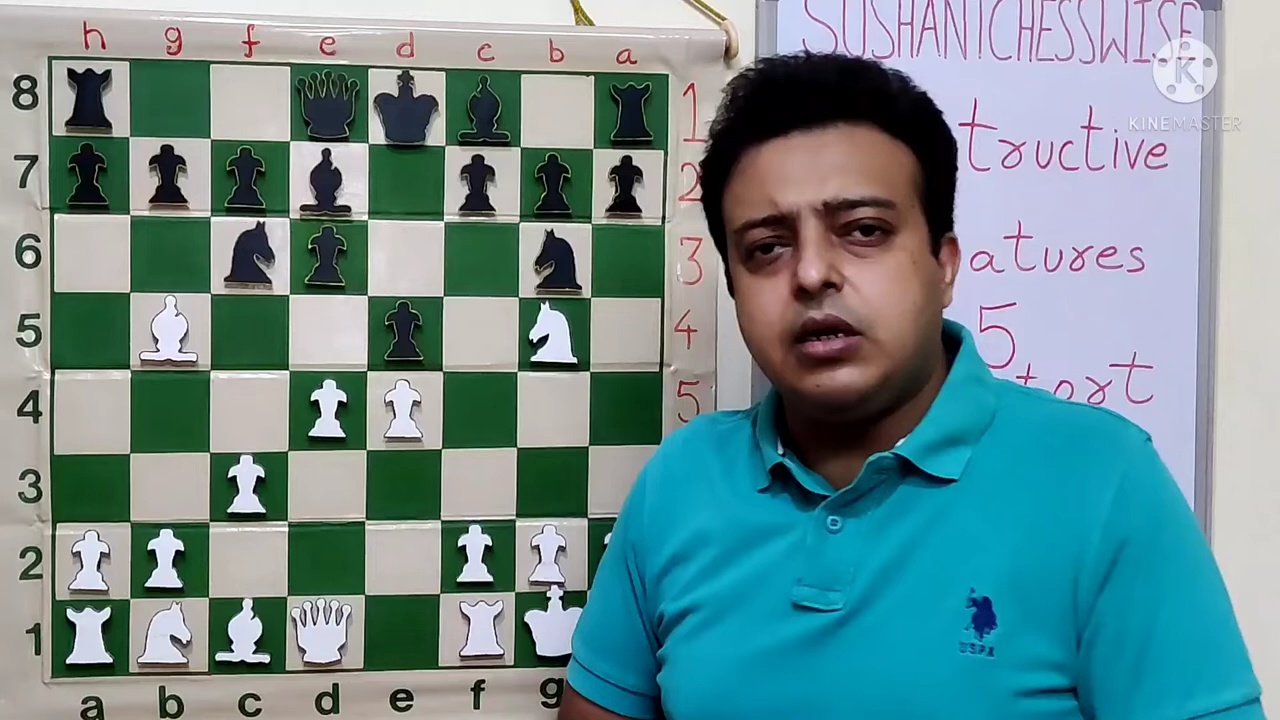 h g f e d c b a
SUSHANTCHESSWISE
KINEMASTER
8 1
tructive
7 2
6 3
atures
5 4
5
4 5
ort
3
2
1
USPA
a b c d e f g